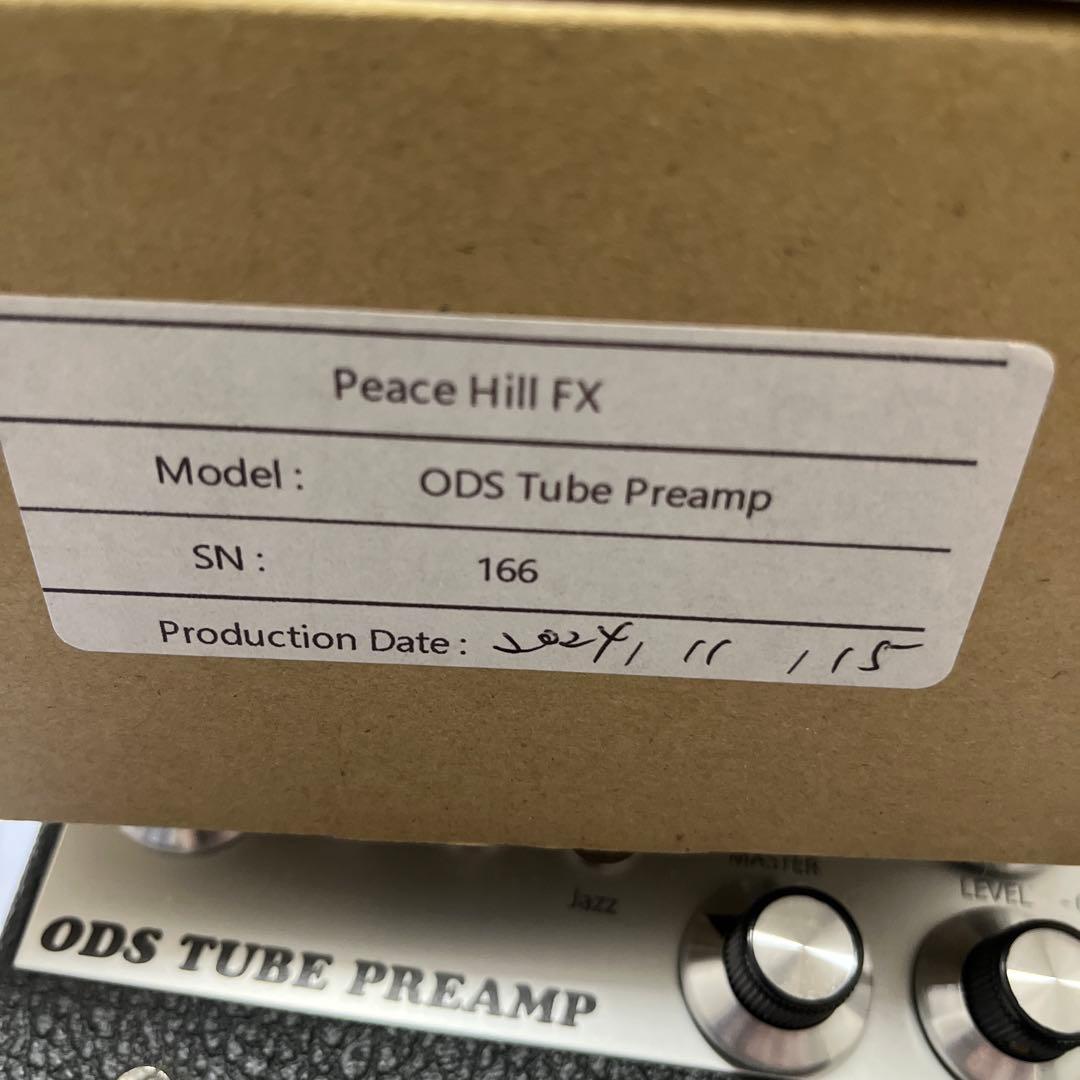 Peace Hill FX
Model : ODS Tube Preamp
SN : 166
Production Date : 2024/11/15
MASTER
Jazz
LEVEL
ODS TUBE PREAMP